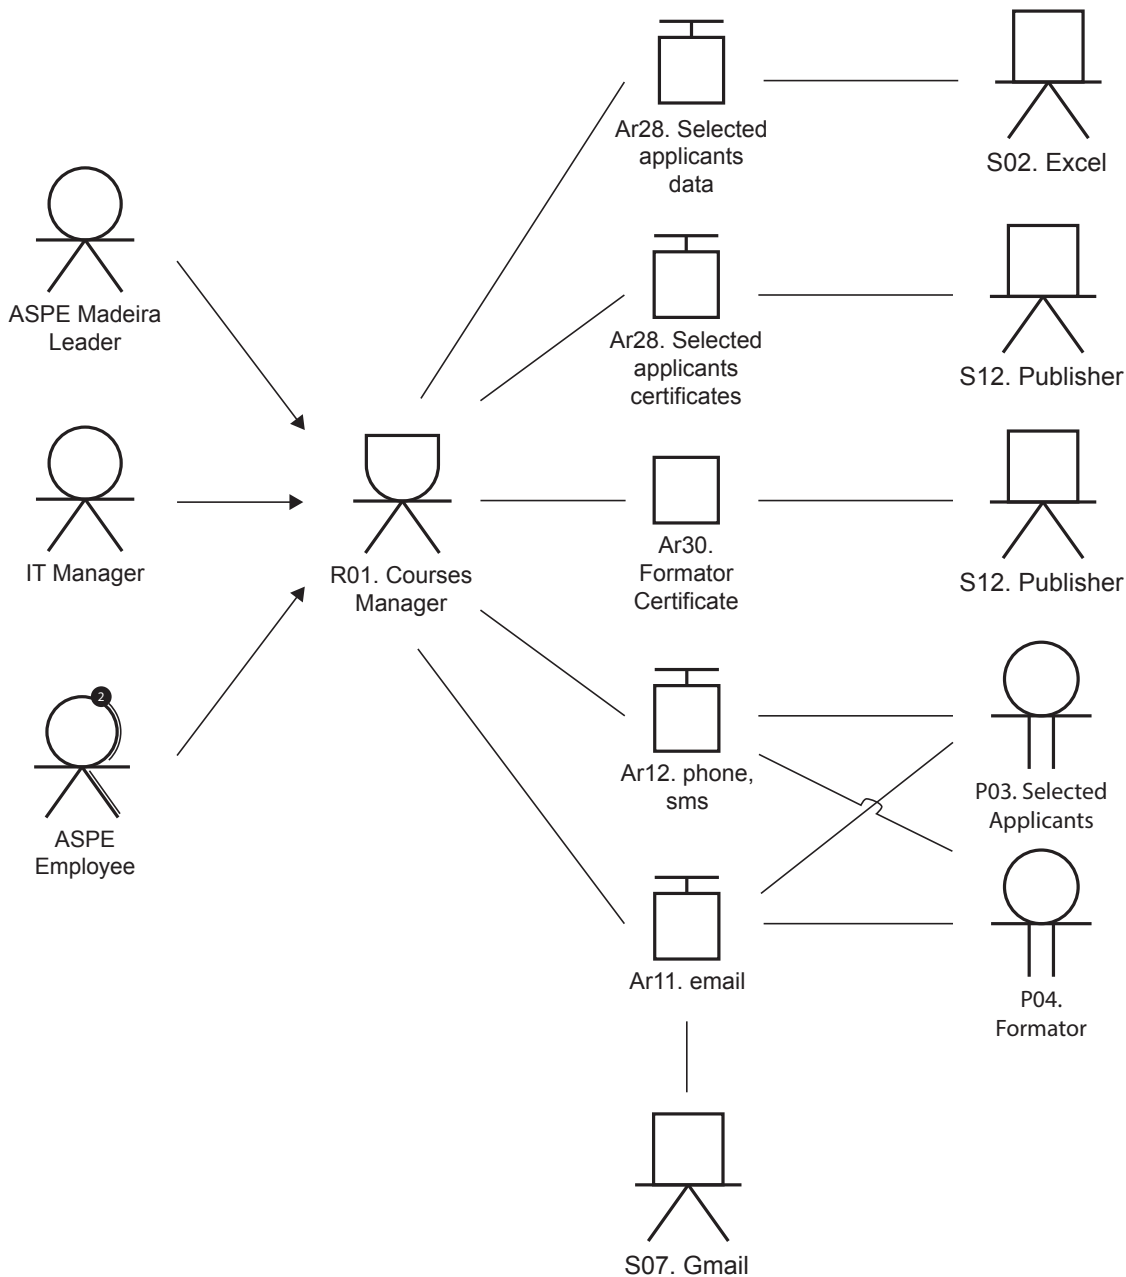 Ar28. Selected
applicants
data
S02. Excel
ASPE Madeira
Leader
Ar28. Selected
applicants
certificates
S12. Publisher
IT Manager
R01. Courses
Manager
Ar30.
Formator
Certificate
S12. Publisher
2
ASPE
Employee
Ar12. phone,
sms
P03. Selected
Applicants
Ar11. email
P04.
Formator
S07. Gmail